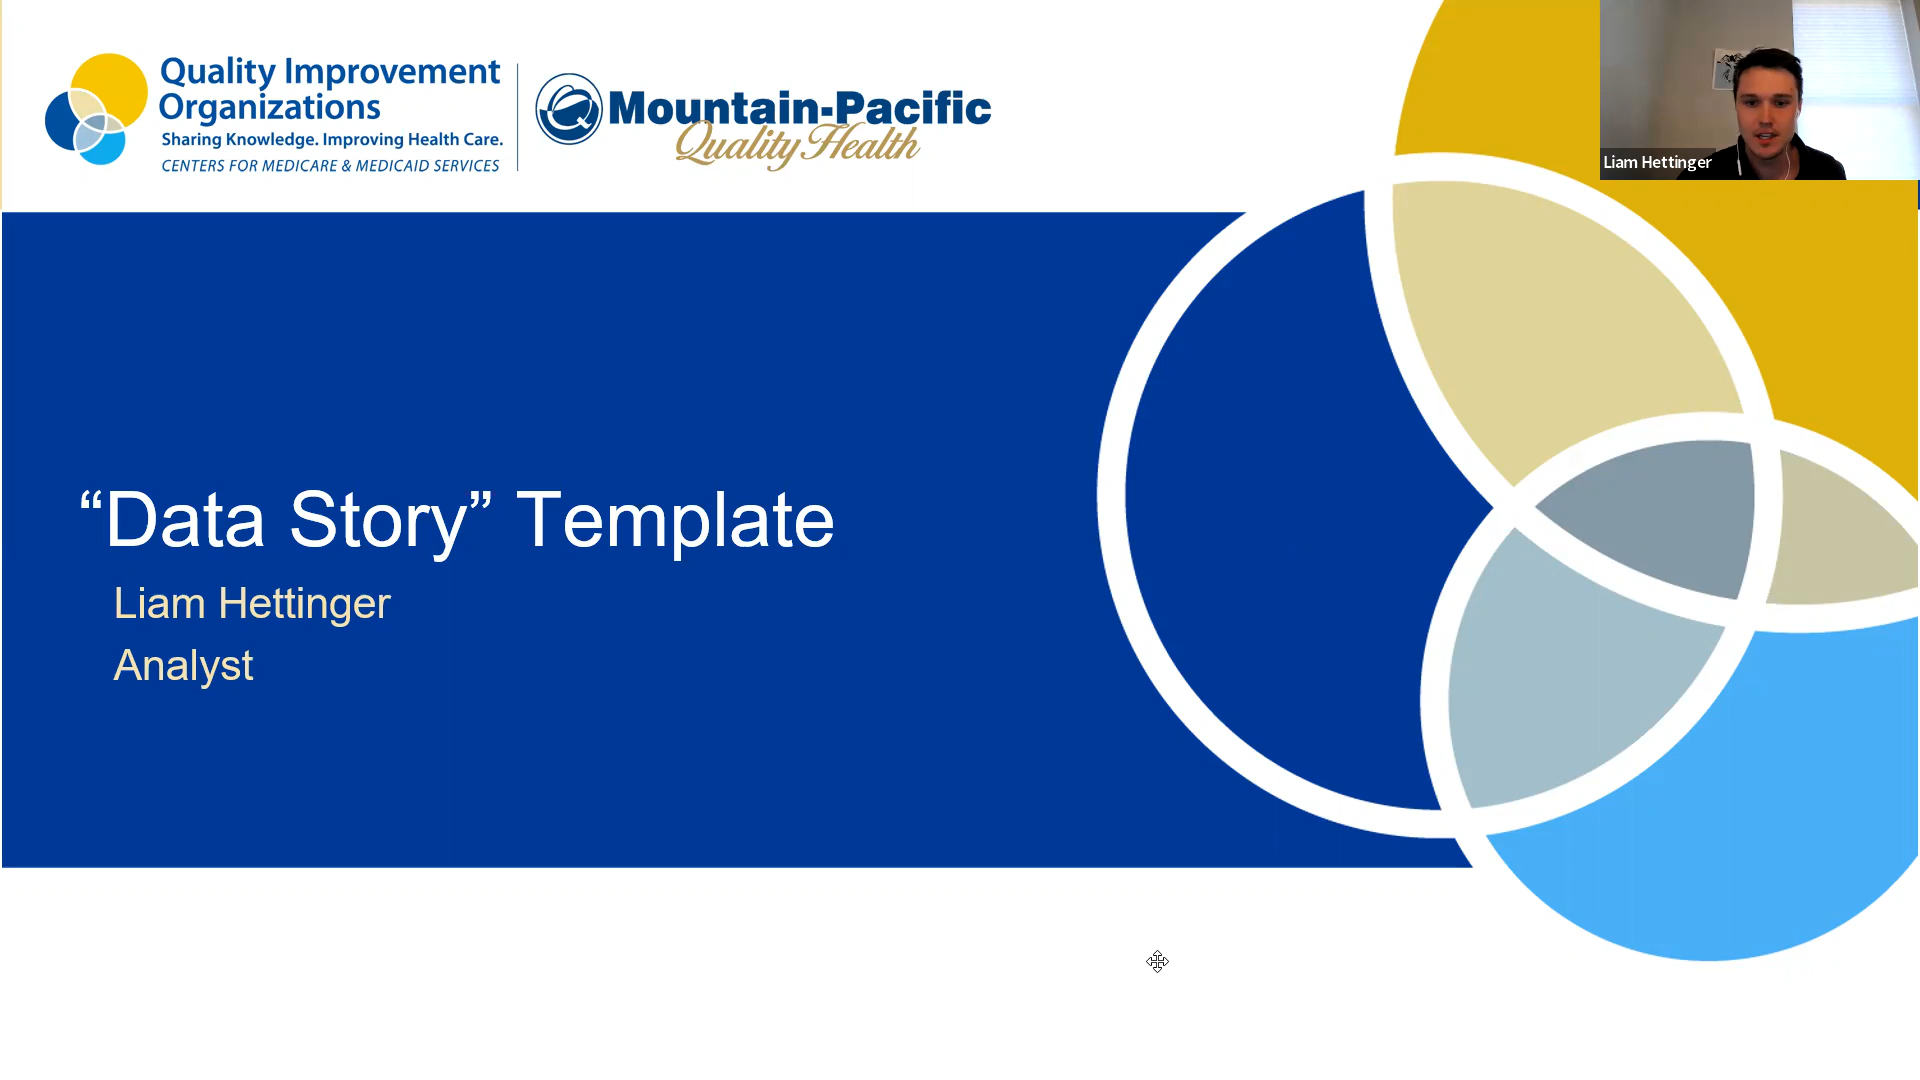 Quality Improvement
Organizations
Sharing Knowledge. Improving Health Care.
CENTERS FOR MEDICARE & MEDICAID SERVICES
Mountain-Pacific
Quality Health
Liam Hettinger
“Data Story” Template
Liam Hettinger
Analyst